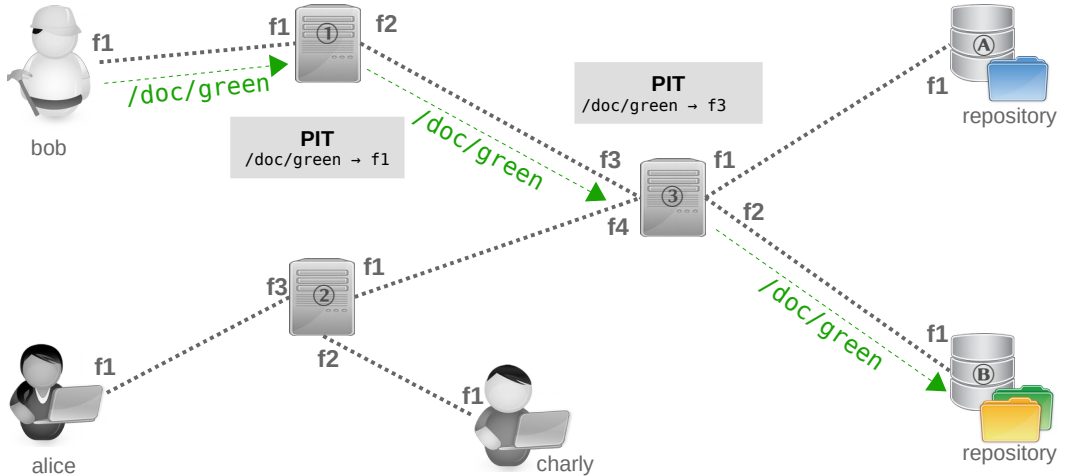 f1
f1
①
f2
/doc/green
bob
PIT
/doc/green → f1
/doc/green
PIT
/doc/green → f3
Ⓐ
f1
repository
f3
③
f1
f4
f2
/doc/green
f3
②
f1
f2
f1
alice
f1
charly
f1
Ⓑ
repository